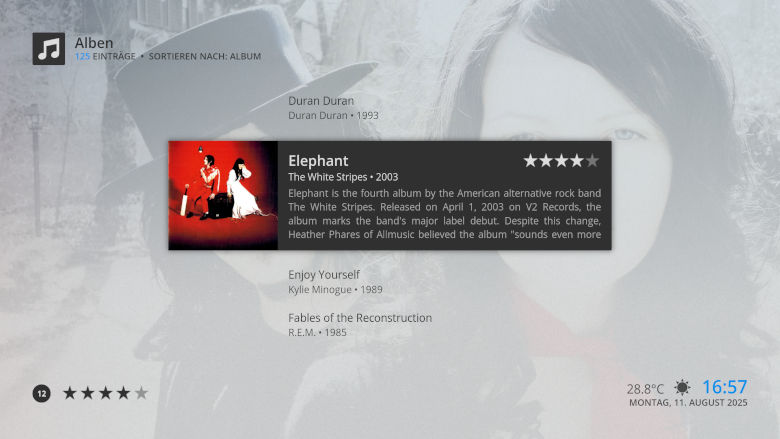 Alben
125 EINTRÄGE • SORTIEREN NACH: ALBUM
Duran Duran
Duran Duran • 1993
Elephant
The White Stripes • 2003
Elephant is the fourth album by the American alternative rock band
The White Stripes. Released on April 1, 2003 on V2 Records, the
album marks the band's major label debut. Despite this change,
Heather Phares of Allmusic believed the album "sounds even more
Enjoy Yourself
Kylie Minogue • 1989
Fables of the Reconstruction
R.E.M. • 1985
12
28.8°C 16:57
MONTAG, 11. AUGUST 2025